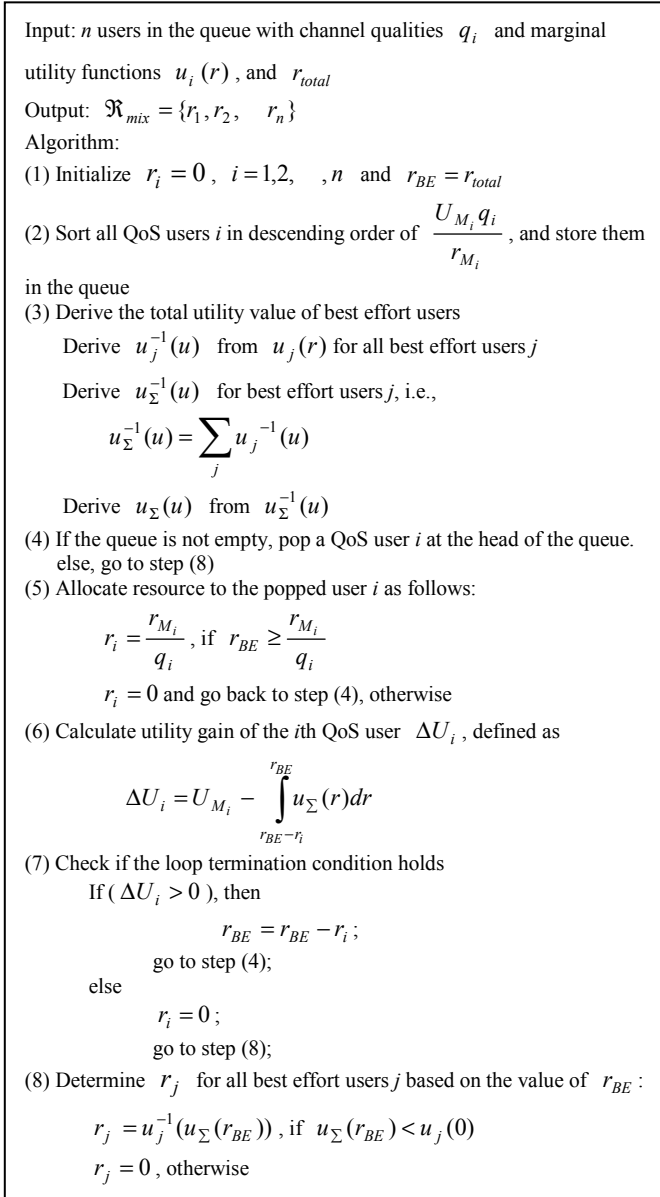 Input: n users in the queue with channel qualities q_i and marginal
utility functions u_i (r) , and r_total
Output: ℜ_mix = {r_1, r_2,   r_n}
Algorithm:
(1) Initialize r_i = 0 , i = 1,2,   , n and r_BE = r_total
(2) Sort all QoS users i in descending order of U_{M_i} q_i / r_{M_i} , and store them
in the queue
(3) Derive the total utility value of best effort users
Derive u_j^{-1}(u) from u_j(r) for all best effort users j
Derive u_Σ^{-1}(u) for best effort users j, i.e.,
u_Σ^{-1}(u) = ∑_j u_j^{-1}(u)
Derive u_Σ(u) from u_Σ^{-1}(u)
(4) If the queue is not empty, pop a QoS user i at the head of the queue.
else, go to step (8)
(5) Allocate resource to the popped user i as follows:
r_i = r_{M_i} / q_i , if r_BE ≥ r_{M_i} / q_i
r_i = 0 and go back to step (4), otherwise
(6) Calculate utility gain of the ith QoS user ΔU_i , defined as
ΔU_i = U_{M_i} − ∫_{r_BE − r_i}^{r_BE} u_Σ(r)dr
(7) Check if the loop termination condition holds
If ( ΔU_i > 0 ), then
r_BE = r_BE − r_i ;
go to step (4);
else
r_i = 0 ;
go to step (8);
(8) Determine r_j for all best effort users j based on the value of r_BE :
r_j = u_j^{-1}(u_Σ(r_BE)) , if u_Σ(r_BE) < u_j(0)
r_j = 0 , otherwise